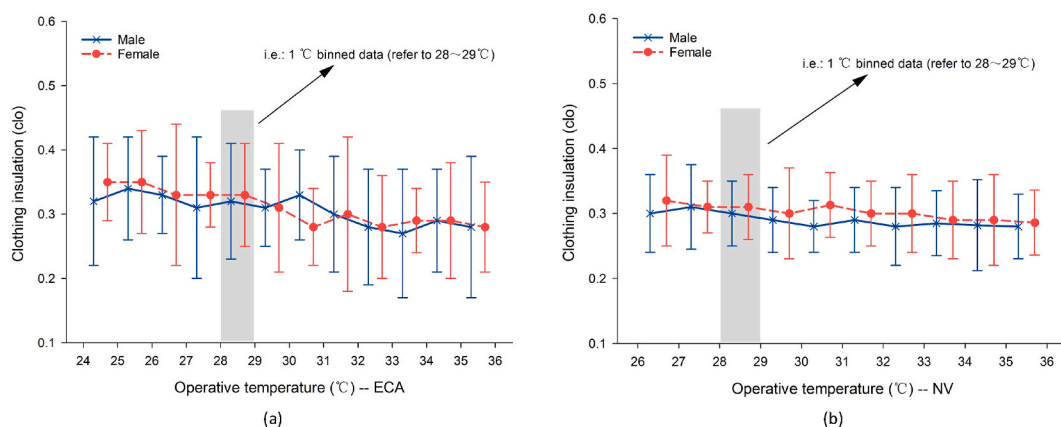 0.6
0.5
0.4
0.3
0.2
0.1
Clothing insulation (clo)
Male
Female
i.e.: 1 ℃ binned data (refer to 28~29℃)
24 25 26 27 28 29 30 31 32 33 34 35 36
Operative temperature (℃) -- ECA
(a)
0.6
0.5
0.4
0.3
0.2
0.1
Clothing insulation (clo)
Male
Female
i.e.: 1 ℃ binned data (refer to 28~29℃)
26 27 28 29 30 31 32 33 34 35 36
Operative temperature (℃) -- NV
(b)